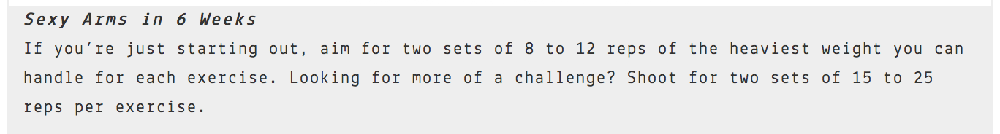 Sexy Arms in 6 Weeks
If you’re just starting out, aim for two sets of 8 to 12 reps of the heaviest weight you can
handle for each exercise. Looking for more of a challenge? Shoot for two sets of 15 to 25
reps per exercise.